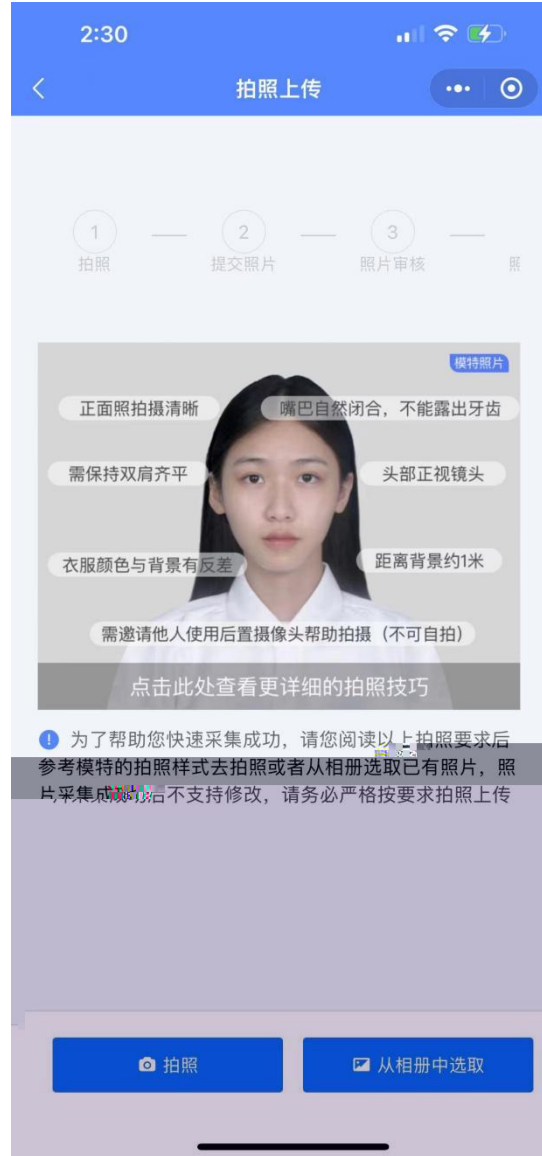 2:30
拍照上传
1
2
3
拍照
提交照片
照片审核
模特照片
正面照拍摄清晰
嘴巴自然闭合，不能露出牙齿
需保持双肩齐平
头部正视镜头
衣服颜色与背景有反差
距离背景约1米
需邀请他人使用后置摄像头帮助拍摄（不可自拍）
点击此处查看更详细的拍照技巧
为了帮助您快速采集成功，请您阅读以上拍照要求后
参考模特的拍照样式去拍照或者从相册选取已有照片，照
片采集成后不支持修改，请务必严格按要求拍照上传
拍照
从相册中选取